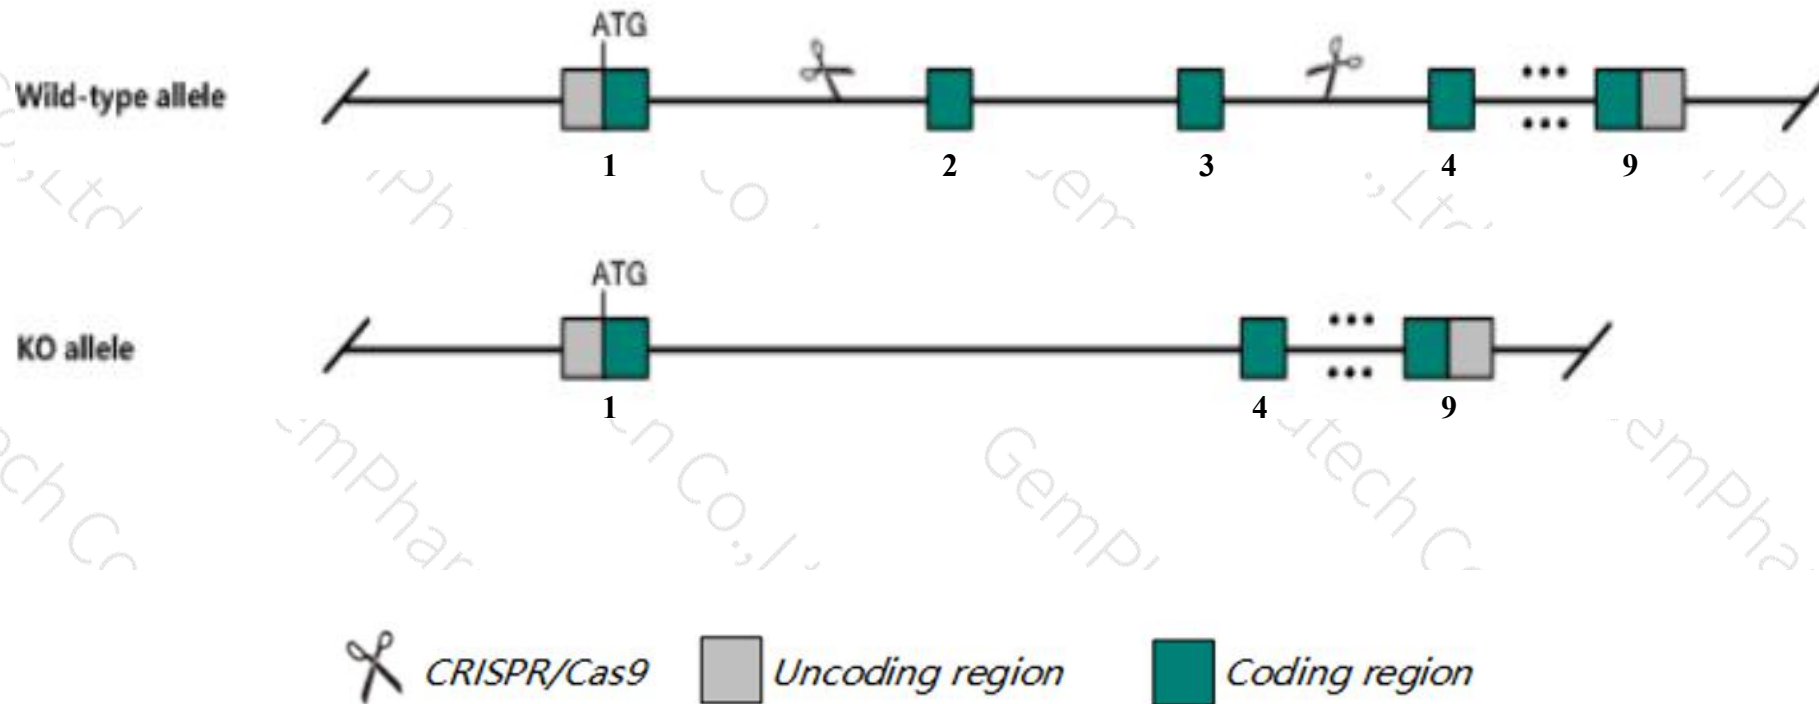 ATG
Wild-type allele
1 2 3 4 9
ATG
KO allele
1 4 9
CRISPR/Cas9 Uncoding region Coding region